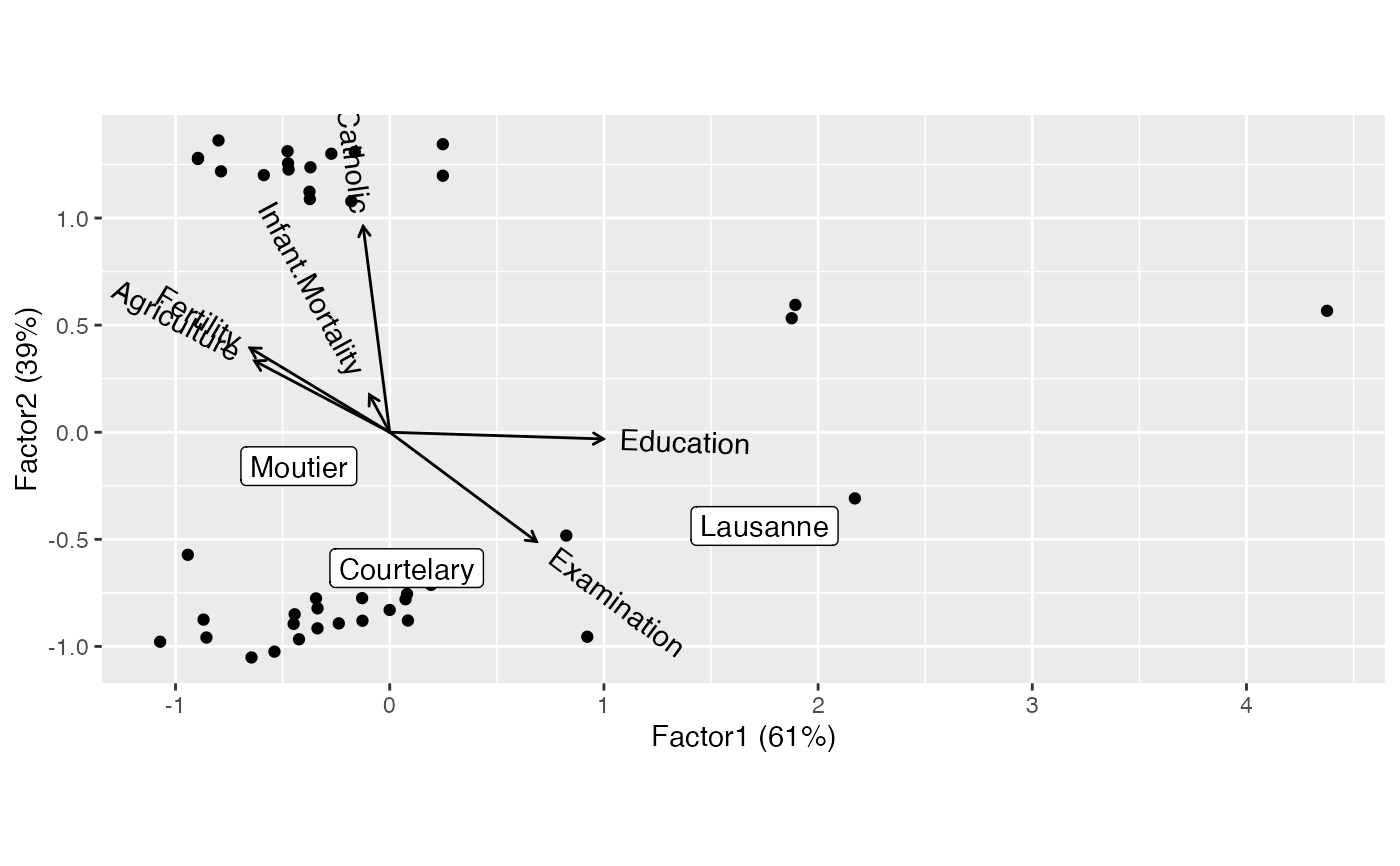 Catholic
Infant.Mortality
Fertility
Agriculture
Education
Moutier
Lausanne
Courtelary
Examination
1.0
0.5
0.0
-0.5
-1.0
Factor2 (39%)
-1 0 1 2 3 4
Factor1 (61%)